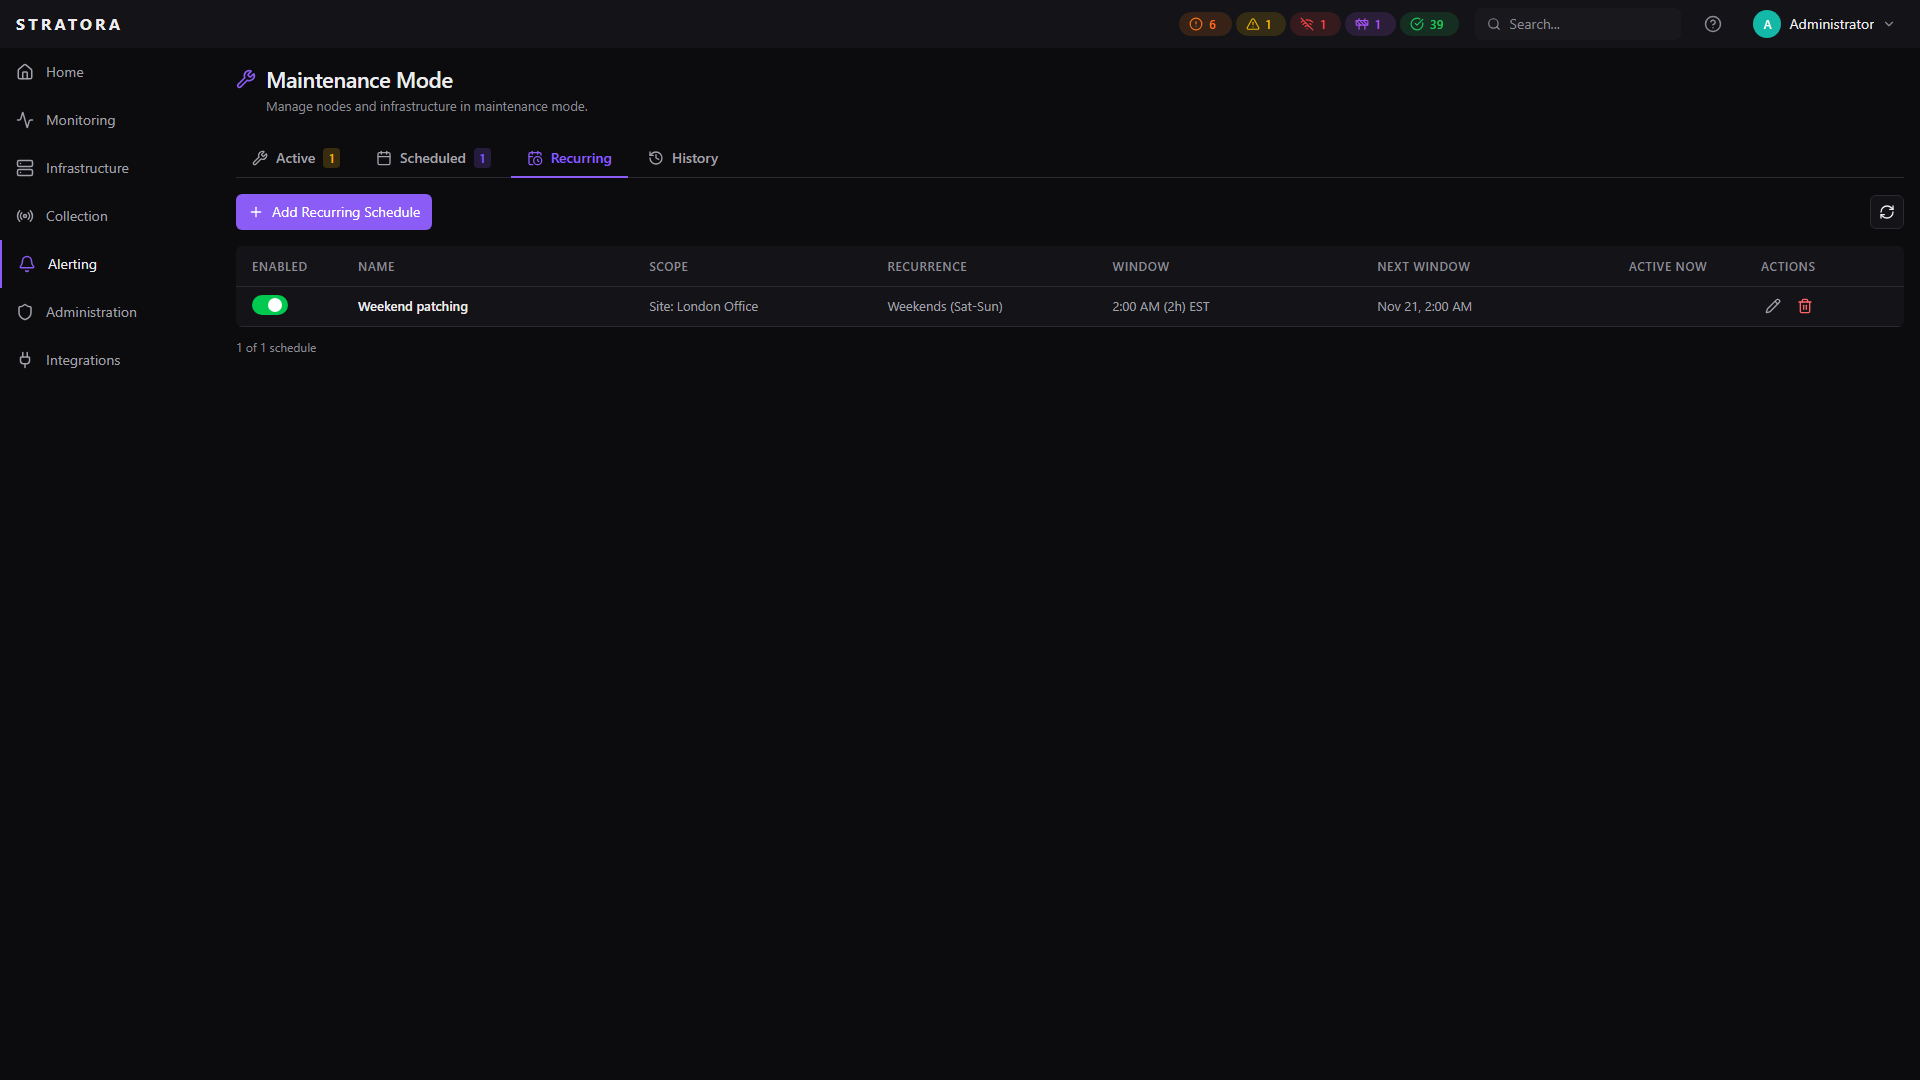 STRATORA
6
1
1
1
39
Search...
A
Administrator
Home
Monitoring
Infrastructure
Collection
Alerting
Administration
Integrations
Maintenance Mode
Manage nodes and infrastructure in maintenance mode.
Active 1
Scheduled 1
Recurring
History
Add Recurring Schedule
ENABLED NAME SCOPE RECURRENCE WINDOW NEXT WINDOW ACTIVE NOW ACTIONS
Weekend patching Site: London Office Weekends (Sat-Sun) 2:00 AM (2h) EST Nov 21, 2:00 AM
1 of 1 schedule